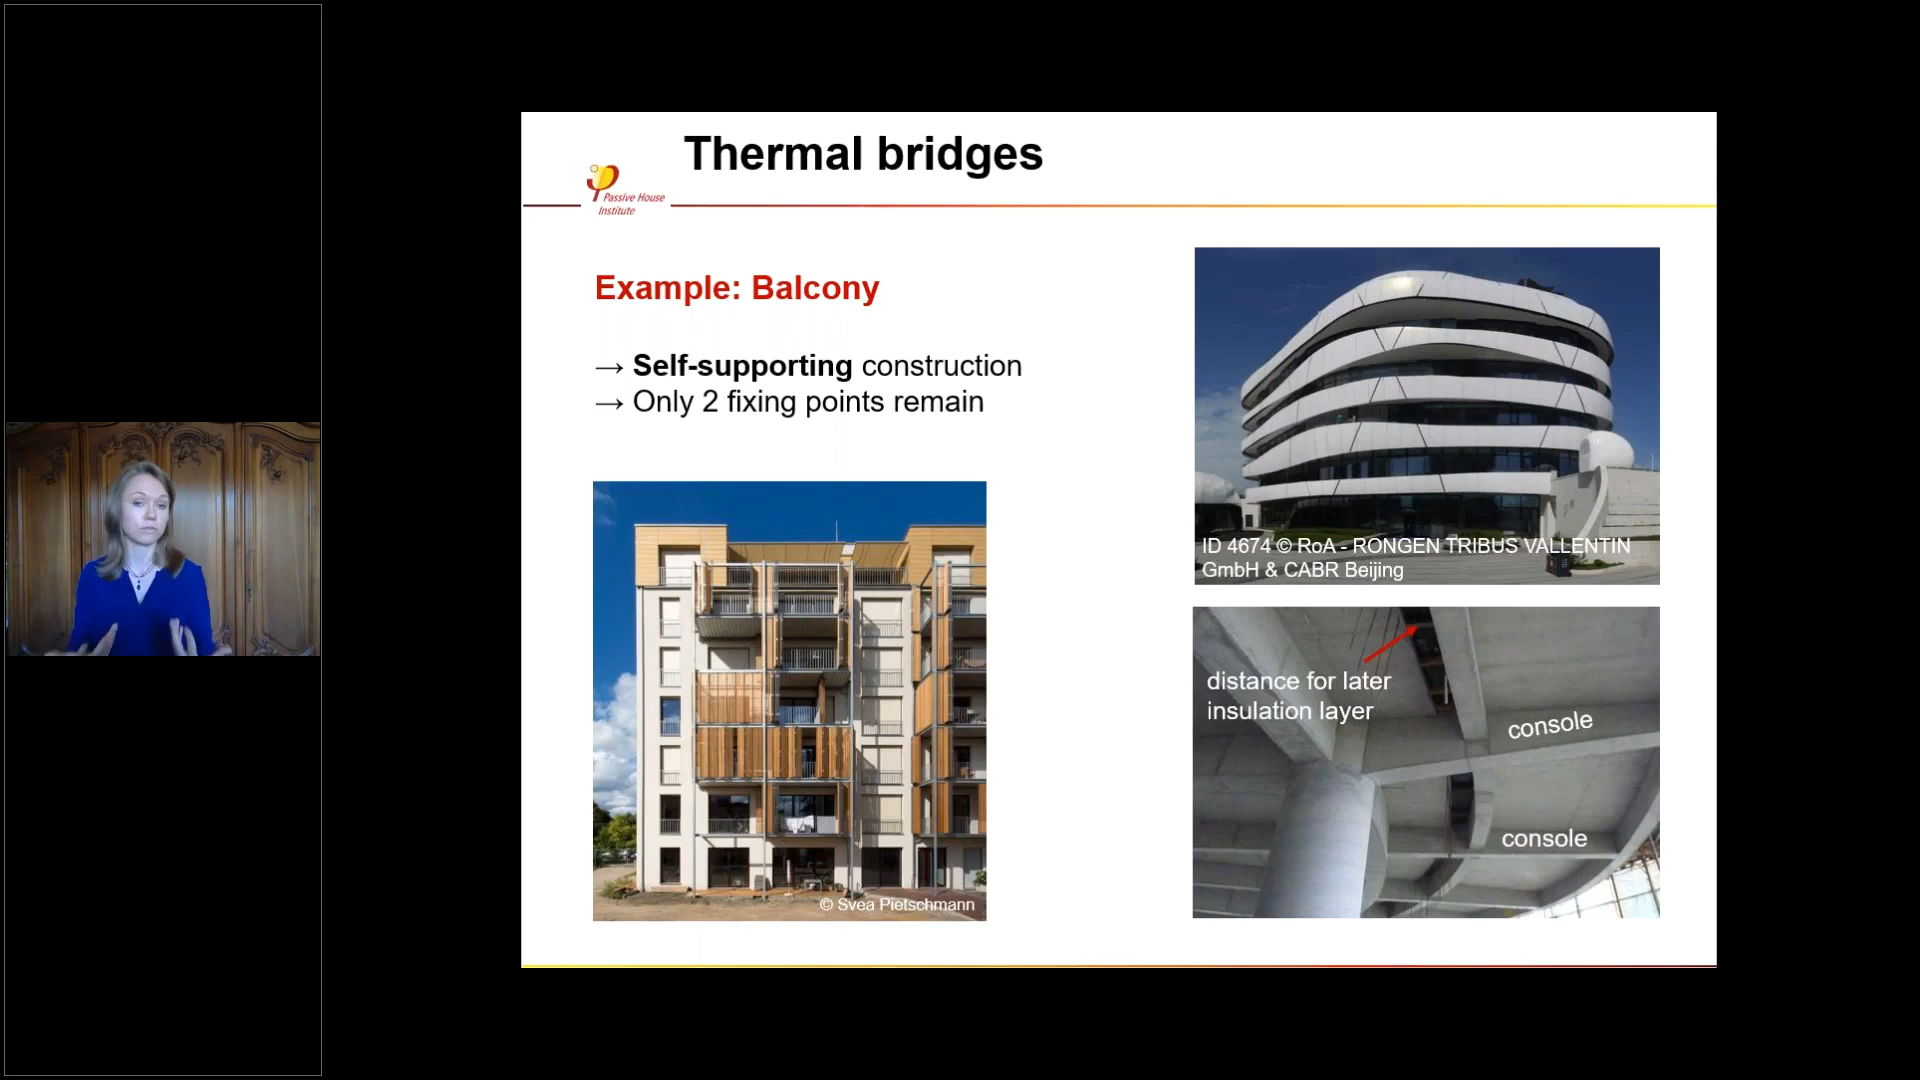 Thermal bridges
Passive House
Institute
Example: Balcony
→ Self-supporting construction
→ Only 2 fixing points remain
© Svea Pietschmann
ID 4674 © RoA - RONGEN TRIBUS VALLENTIN
GmbH & CABR Beijing
distance for later
insulation layer
console
console